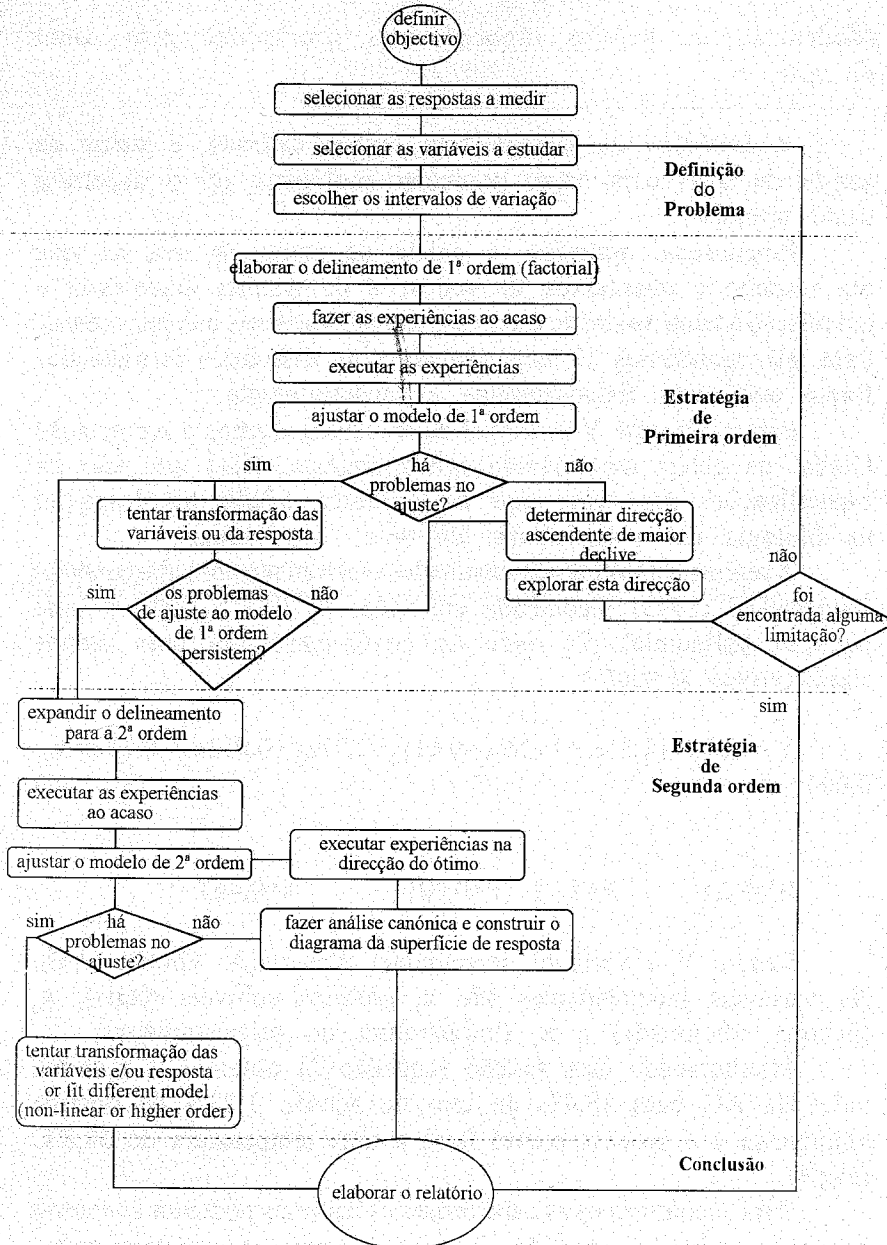 definir
objectivo
selecionar as respostas a medir
selecionar as variáveis a estudar
Definição
do
Problema
escolher os intervalos de variação
elaborar o delineamento de 1ª ordem (factorial)
fazer as experiências ao acaso
executar as experiências
ajustar o modelo de 1ª ordem
Estratégia
de
Primeira ordem
sim
há
problemas no
ajuste?
não
tentar transformação das
variáveis ou da resposta
determinar direcção
ascendente de maior
declive
explorar esta direcção
sim
os problemas
de ajuste ao modelo
de 1ª ordem
persistem?
não
não
foi
encontrada alguma
limitação?
sim
expandir o delineamento
para a 2ª ordem
Estratégia
de
Segunda ordem
executar as experiências
ao acaso
ajustar o modelo de 2ª ordem
executar experiências na
direcção do ótimo
sim
há
problemas no
ajuste?
não
fazer análise canónica e construir o
diagrama da superfície de resposta
tentar transformação das
variáveis e/ou resposta
or fit different model
(non-linear or higher order)
Conclusão
elaborar o relatório